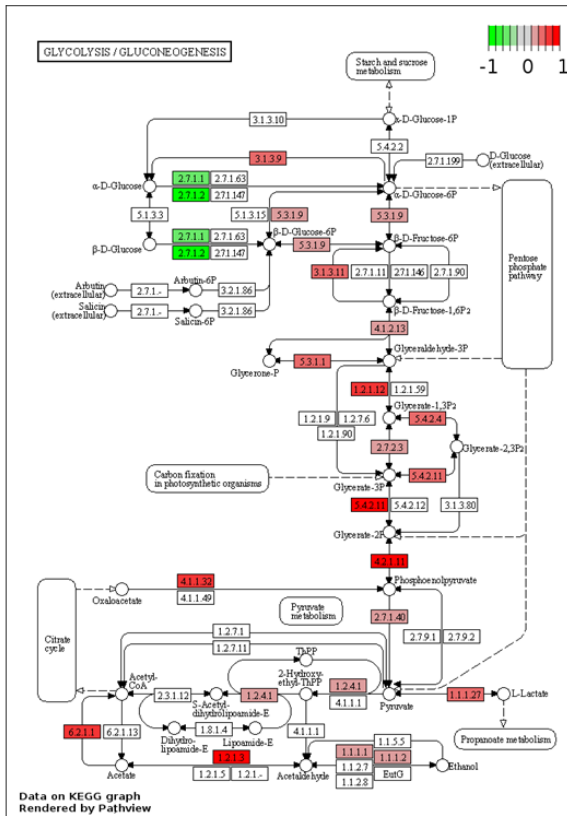 GLYCOLYSIS / GLUCONEOGENESIS
-1 0 1
Starch and sucrose
metabolism
3.1.3.10
α-D-Glucose-1P
5.4.2.2
3.1.3.9
2.7.1.199
D-Glucose
(extracellular)
α-D-Glucose
2.7.1.1 2.7.1.63
2.7.1.2 2.7.1.147
α-D-Glucose-6P
5.1.3.3
5.1.3.15 5.3.1.9
5.3.1.9
β-D-Glucose
2.7.1.1 2.7.1.63
2.7.1.2 2.7.1.147
β-D-Glucose-6P
5.3.1.9
β-D-Fructose-6P
Pentose
phosphate
pathway
3.1.3.11 2.7.1.11 2.7.1.146 2.7.1.90
Arbutin
(extracellular)
2.7.1.-
Arbutin-6P
3.2.1.86
Salicin
(extracellular)
2.7.1.-
Salicin-6P
3.2.1.86
β-D-Fructose-1,6P2
4.1.2.13
Glyceraldehyde-3P
5.3.1.1
Glycerone-P
1.2.1.12 1.2.1.59
1.2.1.9 1.2.7.6
1.2.1.90
Glycerate-1,3P2
5.4.2.4
2.7.2.3
Glycerate-2,3P2
Carbon fixation
in photosynthetic organisms
5.4.2.11
Glycerate-3P
5.4.2.11 5.4.2.12 3.1.3.80
Glycerate-2P
4.2.1.11
4.1.1.32
4.1.1.49
Oxaloacetate
Phosphoenolpyruvate
Pyruvate
metabolism
2.7.1.40
Citrate
cycle
1.2.7.1
1.2.7.11
2.7.9.1 2.7.9.2
ThPP
Acetyl-
CoA
2.3.1.12
S-Acetyl-
dihydrolipoamide-E
1.2.4.1
2-Hydroxy-
ethyl-ThPP
1.2.4.1
4.1.1.1
Pyruvate
1.1.1.27
L-Lactate
6.2.1.1 6.2.1.13
Dihydro-
lipoamide-E
1.8.1.4
Lipoamide-E
4.1.1.1
Propanoate metabolism
1.2.1.3
1.2.1.5 1.2.1.-
Acetate
Acetaldehyde
1.1.5.5
1.1.1.1 1.1.1.2
1.1.2.7 EutG
1.1.2.8
Ethanol
Data on KEGG graph
Rendered by Pathview